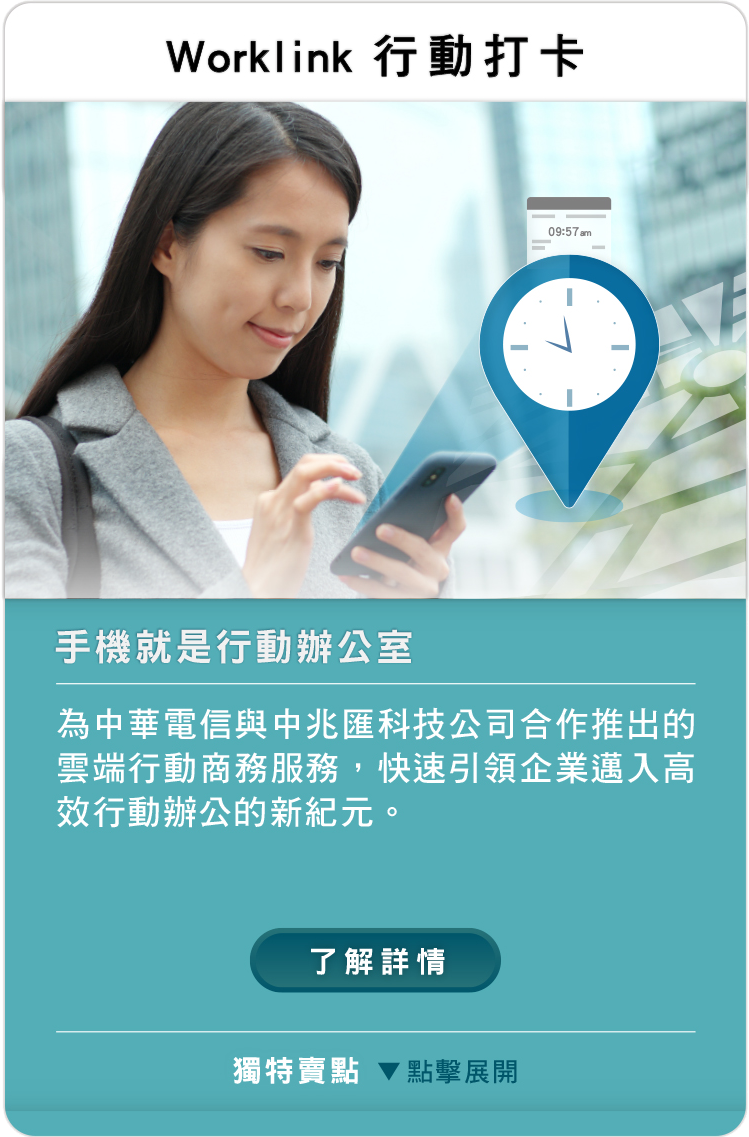 Worklink 行動打卡
09:57am
手機就是行動辦公室
為中華電信與中兆匯科技公司合作推出的
雲端行動商務服務，快速引領企業邁入高
效行動辦公的新紀元。
了解詳情
獨特賣點 ▼點擊展開